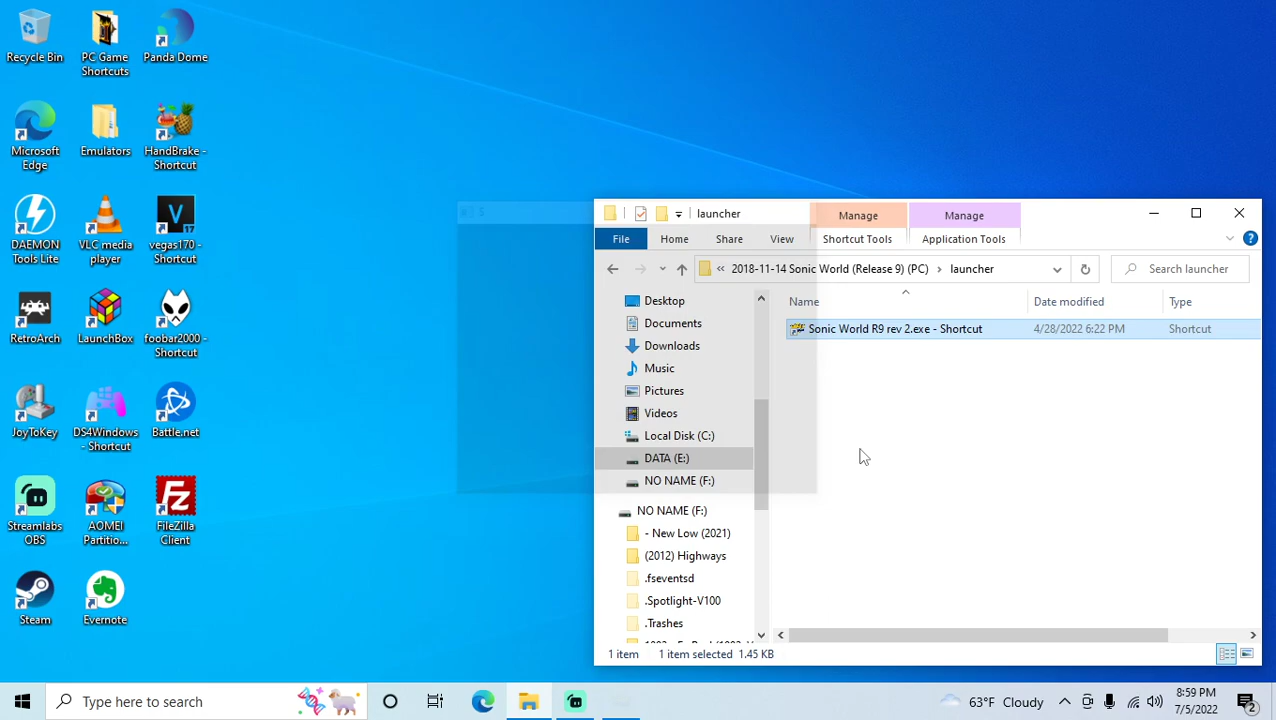 Recycle Bin
PC Game
Shortcuts
Panda Dome
Microsoft
Edge
Emulators
HandBrake -
Shortcut
DAEMON
Tools Lite
VLC media
player
vegas170 -
Shortcut
RetroArch
LaunchBox
foobar2000 -
Shortcut
JoyToKey
DS4Windows
- Shortcut
Battle.net
Streamlabs
OBS
AOMEI
Partitio...
FileZilla
Client
Steam
Evernote
S
launcher
Manage
Manage
File
Home
Share
View
Shortcut Tools
Application Tools
« 2018-11-14 Sonic World (Release 9) (PC) › launcher
Search launcher
Name
Date modified
Type
Sonic World R9 rev 2.exe - Shortcut
4/28/2022 6:22 PM
Shortcut
Desktop
Documents
Downloads
Music
Pictures
Videos
Local Disk (C:)
DATA (E:)
NO NAME (F:)
NO NAME (F:)
- New Low (2021)
(2012) Highways
.fseventsd
.Spotlight-V100
.Trashes
1 item
1 item selected 1.45 KB
Type here to search
63°F Cloudy
8:59 PM
7/5/2022
2